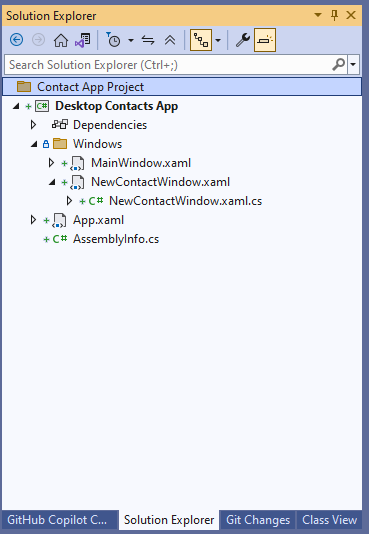 Solution Explorer
Search Solution Explorer (Ctrl+;)
Contact App Project
C# Desktop Contacts App
Dependencies
Windows
MainWindow.xaml
NewContactWindow.xaml
C# NewContactWindow.xaml.cs
App.xaml
C# AssemblyInfo.cs
GitHub Copilot C... Solution Explorer Git Changes Class View